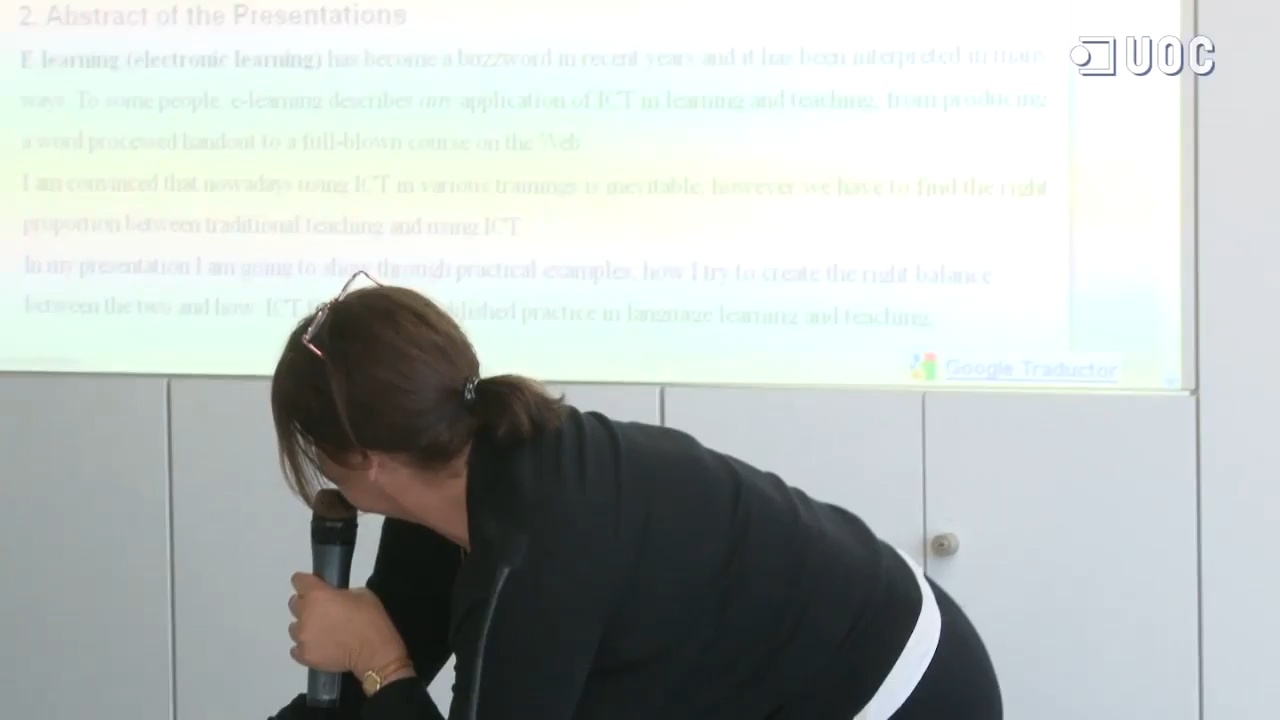 2. Abstract of the Presentations
UOC
E learning (electronic learning) has become a buzzword in recent years and it has been interpreted in many
ways. To some people, e-learning describes any application of ICT in learning and teaching, from producing
a word processed handout to a full-blown course on the Web
I am convinced that nowadays using ICT in various trainings is inevitable, however we have to find the right
proportion between traditional teaching and using ICT
In my presentation I am going to show through practical examples, how I try to create the right balance
between the two and how ICT practice in language learning and teaching
Google Traductor